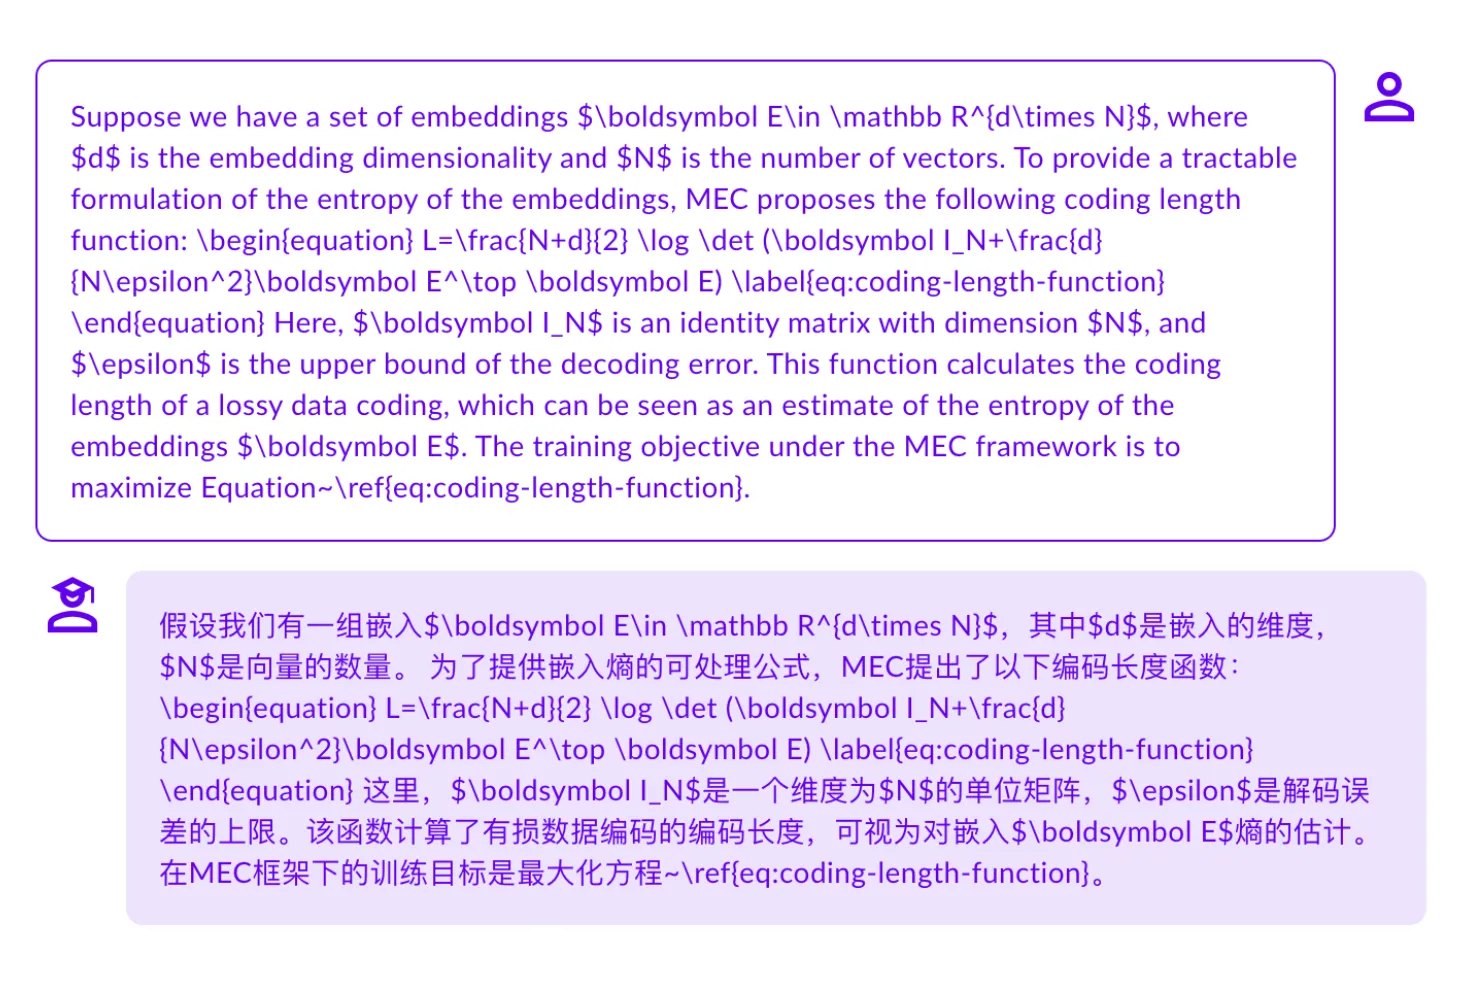 Suppose we have a set of embeddings $\boldsymbol E\in \mathbb R^{d\times N}$, where
$d$ is the embedding dimensionality and $N$ is the number of vectors. To provide a tractable
formulation of the entropy of the embeddings, MEC proposes the following coding length
function: \begin{equation} L=\frac{N+d}{2} \log \det (\boldsymbol I_N+\frac{d}
{N\epsilon^2}\boldsymbol E^\top \boldsymbol E) \label{eq:coding-length-function}
\end{equation} Here, $\boldsymbol I_N$ is an identity matrix with dimension $N$, and
$\epsilon$ is the upper bound of the decoding error. This function calculates the coding
length of a lossy data coding, which can be seen as an estimate of the entropy of the
embeddings $\boldsymbol E$. The training objective under the MEC framework is to
maximize Equation~\ref{eq:coding-length-function}.
假设我们有一组嵌入$\boldsymbol E\in \mathbb R^{d\times N}$，其中$d$是嵌入的维度，
$N$是向量的数量。 为了提供嵌入熵的可处理公式，MEC提出了以下编码长度函数：
\begin{equation} L=\frac{N+d}{2} \log \det (\boldsymbol I_N+\frac{d}
{N\epsilon^2}\boldsymbol E^\top \boldsymbol E) \label{eq:coding-length-function}
\end{equation} 这里，$\boldsymbol I_N$是一个维度为$N$的单位矩阵，$\epsilon$是解码误
差的上限。该函数计算了有损数据编码的编码长度，可视为对嵌入$\boldsymbol E$熵的估计。
在MEC框架下的训练目标是最大化方程~\ref{eq:coding-length-function}。